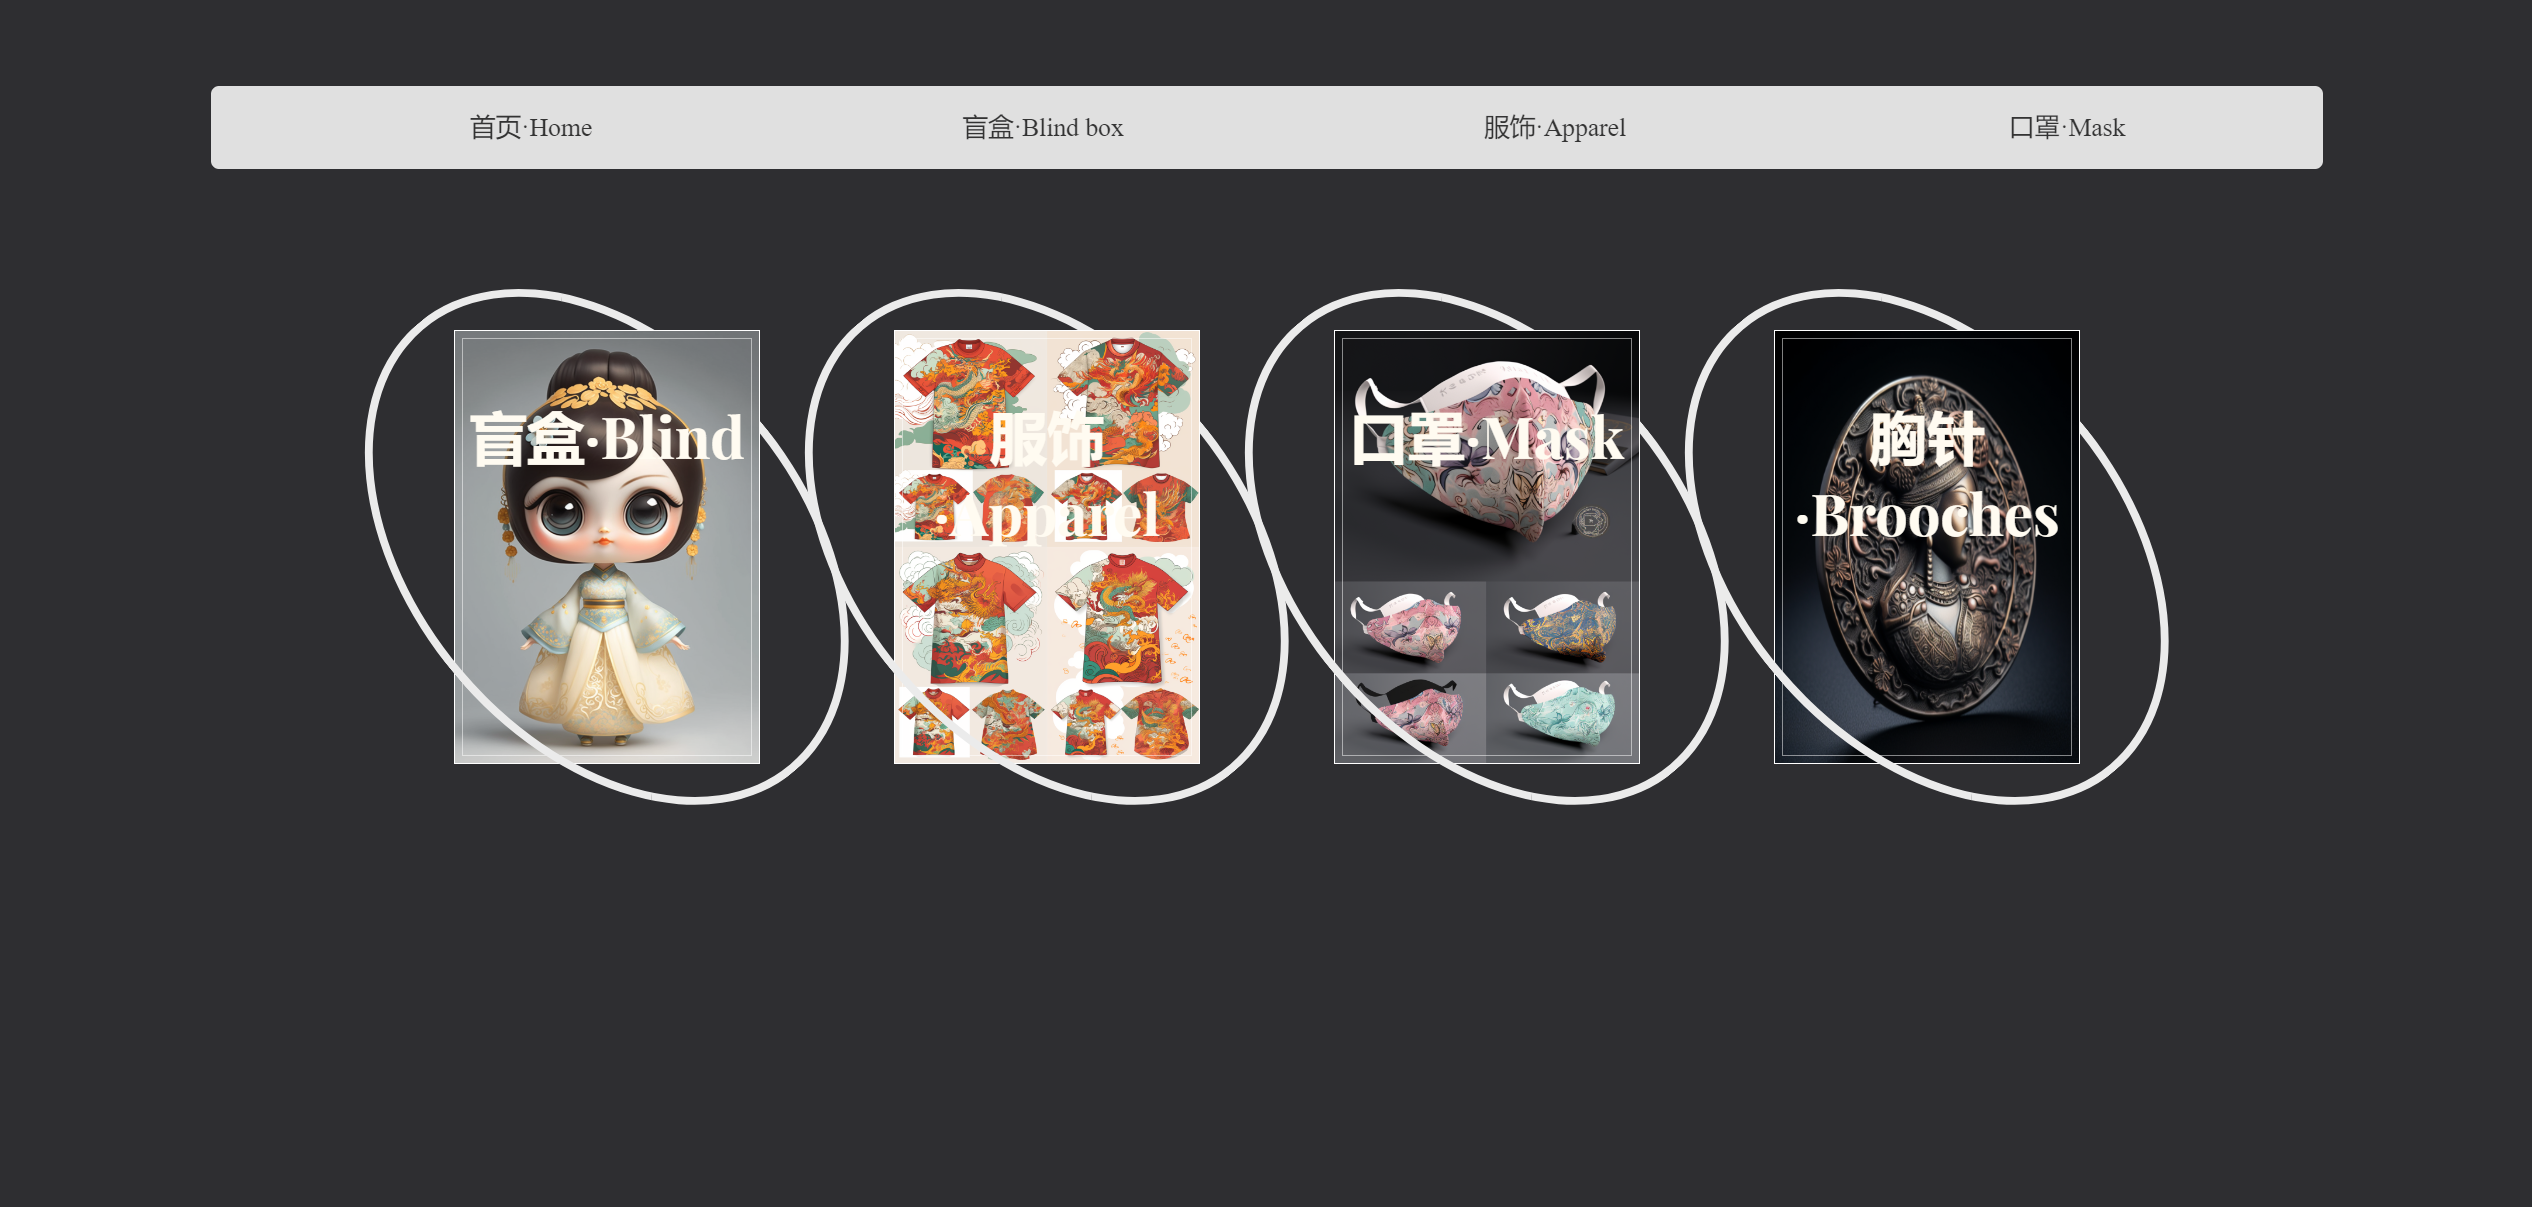 首页·Home
盲盒·Blind box
服饰·Apparel
口罩·Mask
盲盒·Blind
服饰
·Apparel
口罩·Mask
胸针
·Brooches